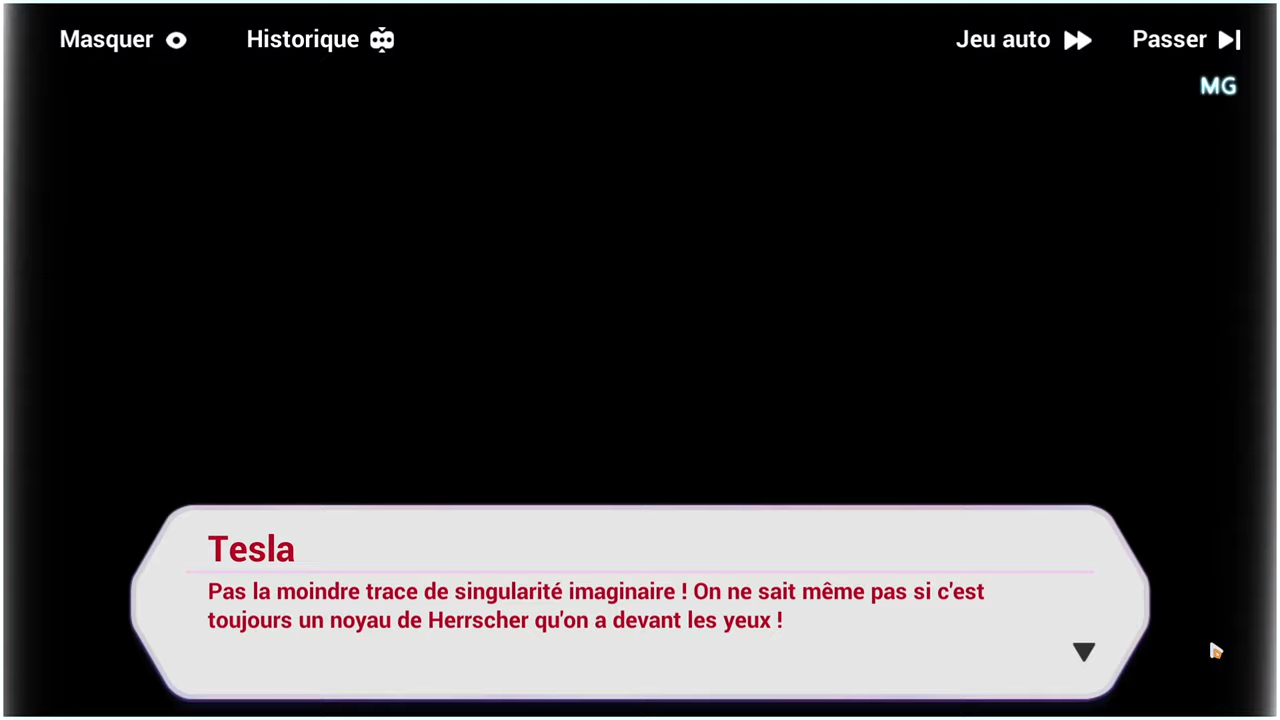 Masquer
Historique
Jeu auto
Passer
MG
Tesla
Pas la moindre trace de singularité imaginaire ! On ne sait même pas si c'est
toujours un noyau de Herrscher qu'on a devant les yeux !